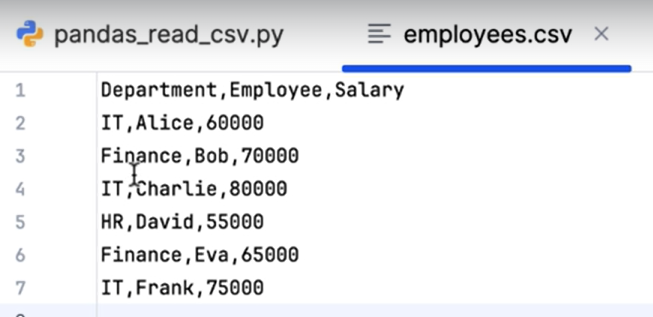 pandas_read_csv.py employees.csv
1 Department,Employee,Salary
2 IT,Alice,60000
3 Finance,Bob,70000
4 IT,Charlie,80000
5 HR,David,55000
6 Finance,Eva,65000
7 IT,Frank,75000